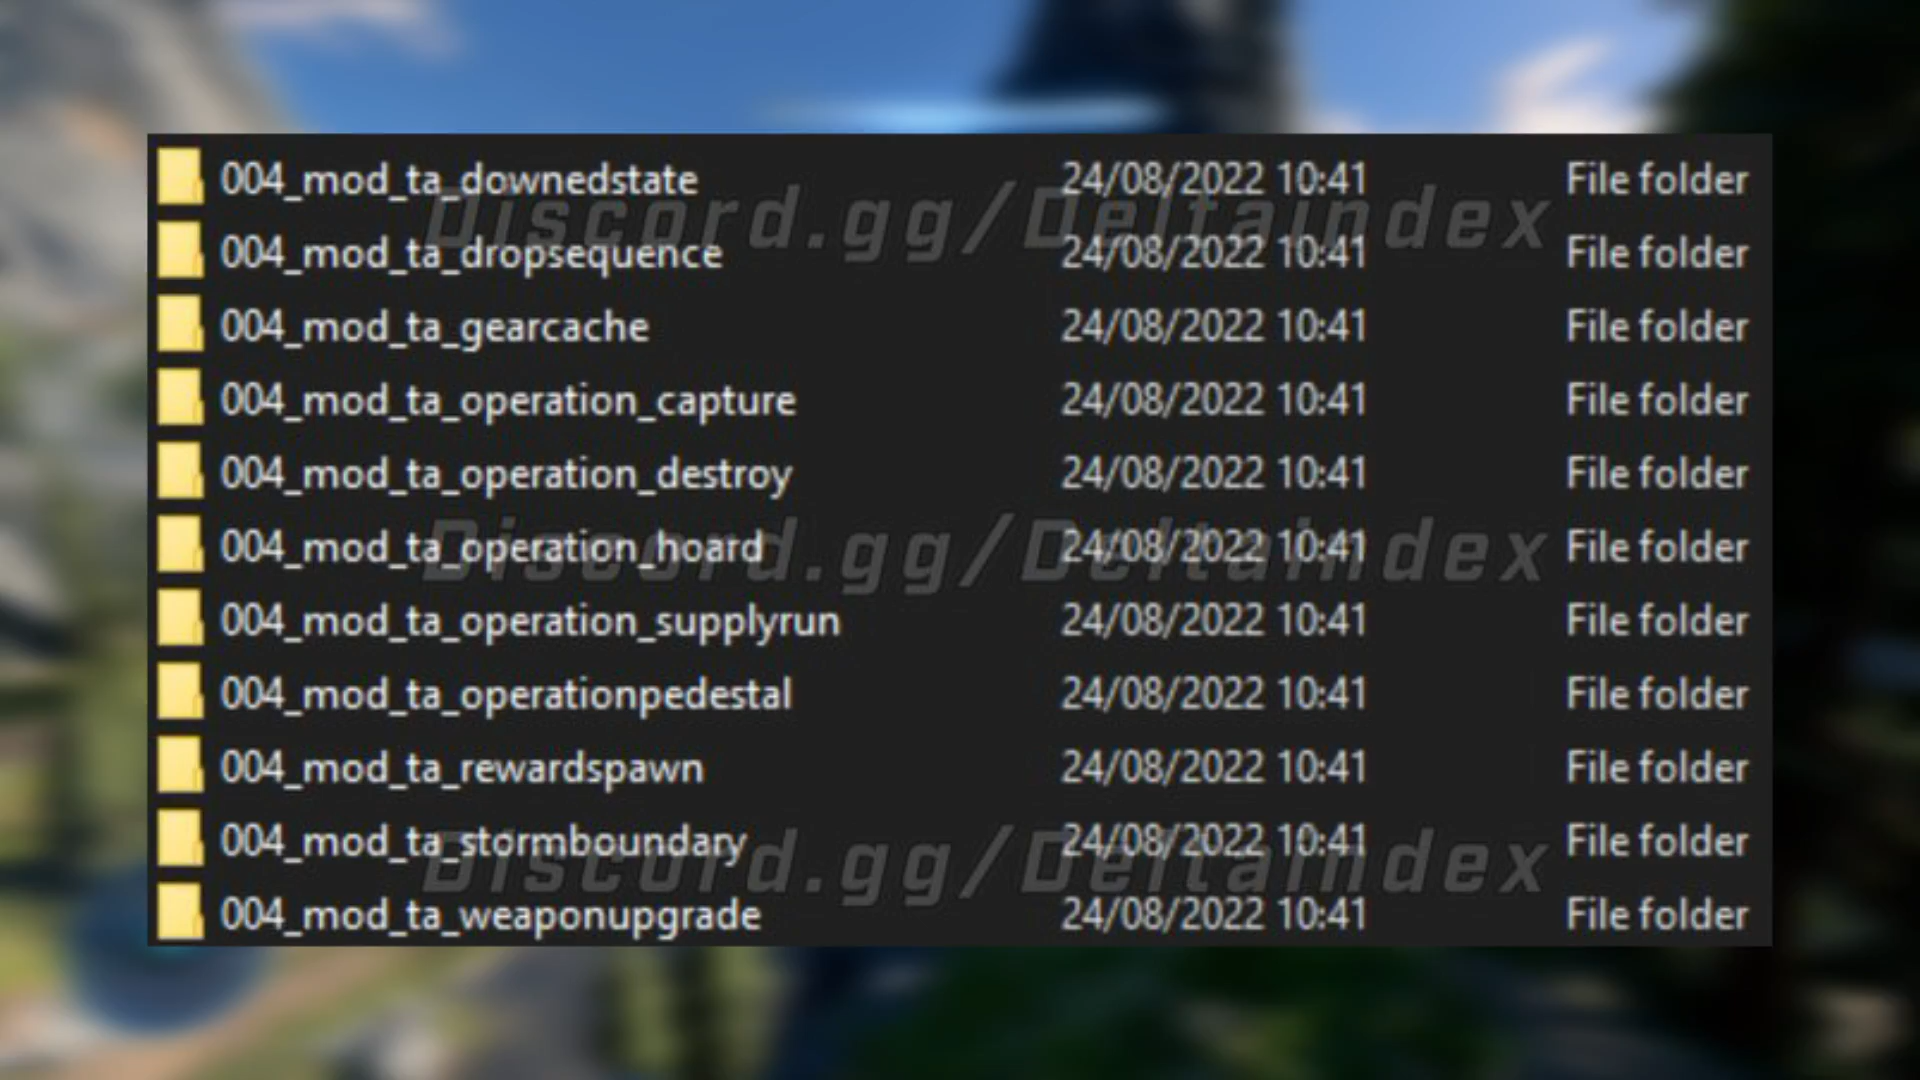 004_mod_ta_downedstate 24/08/2022 10:41 File folder
Discord.gg/Deltaindex
004_mod_ta_dropsequence 24/08/2022 10:41 File folder
004_mod_ta_gearcache 24/08/2022 10:41 File folder
004_mod_ta_operation_capture 24/08/2022 10:41 File folder
004_mod_ta_operation_destroy 24/08/2022 10:41 File folder
004_mod_ta_operation_hoard 24/08/2022 10:41 File folder
Discord.gg/Deltaindex
004_mod_ta_operation_supplyrun 24/08/2022 10:41 File folder
004_mod_ta_operationpedestal 24/08/2022 10:41 File folder
004_mod_ta_rewardspawn 24/08/2022 10:41 File folder
004_mod_ta_stormboundary 24/08/2022 10:41 File folder
Discord.gg/Deltaindex
004_mod_ta_weaponupgrade 24/08/2022 10:41 File folder